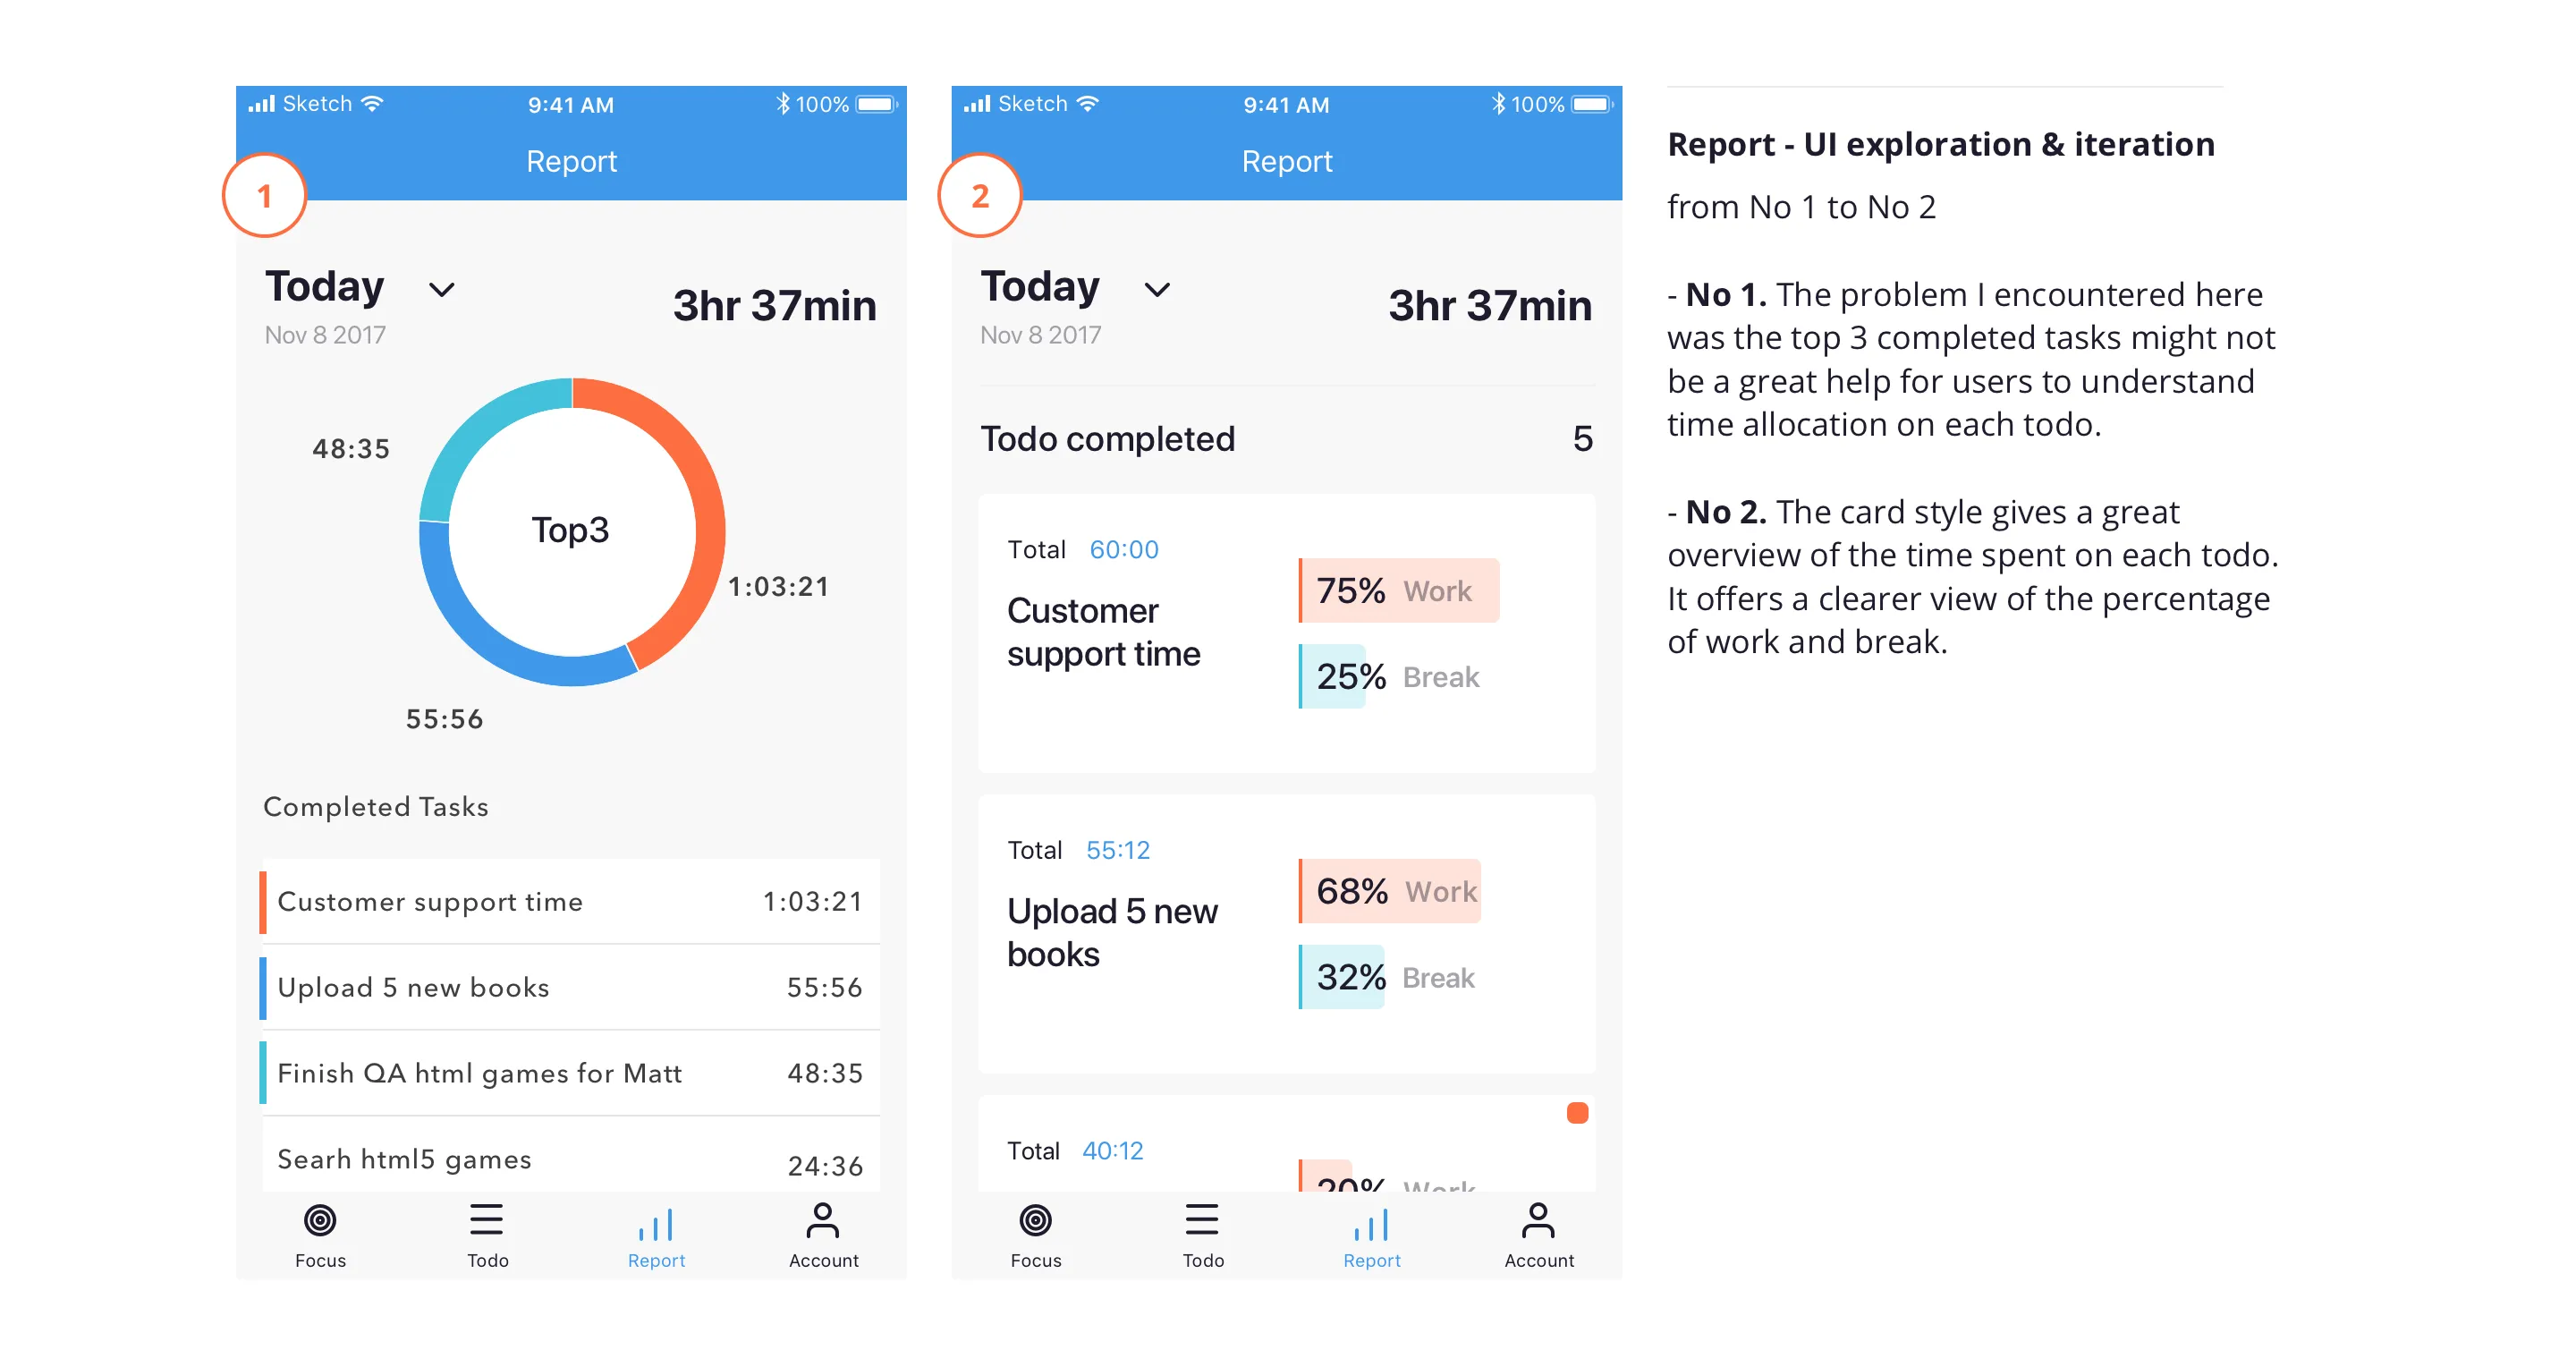 Sketch 9:41 AM 100%
Report
1
Today
Nov 8 2017
3hr 37min
48:35
Top3
1:03:21
55:56
Completed Tasks
Customer support time 1:03:21
Upload 5 new books 55:56
Finish QA html games for Matt 48:35
Searh html5 games 24:36
Focus Todo Report Account
Sketch 9:41 AM 100%
Report
2
Today
Nov 8 2017
3hr 37min
Todo completed 5
Total 60:00
Customer
support time
75% Work
25% Break
Total 55:12
Upload 5 new
books
68% Work
32% Break
Total 40:12
20% Work
Focus Todo Report Account
Report - UI exploration & iteration
from No 1 to No 2
- No 1. The problem I encountered here
was the top 3 completed tasks might not
be a great help for users to understand
time allocation on each todo.
- No 2. The card style gives a great
overview of the time spent on each todo.
It offers a clearer view of the percentage
of work and break.